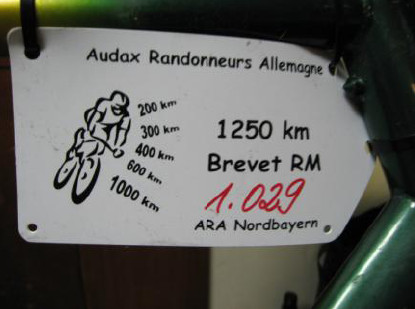 Audax Randonneurs Allemagne
200 km
300 km
400 km
600 km
1000 km
1250 km
Brevet RM
1.029
ARA Nordbayern